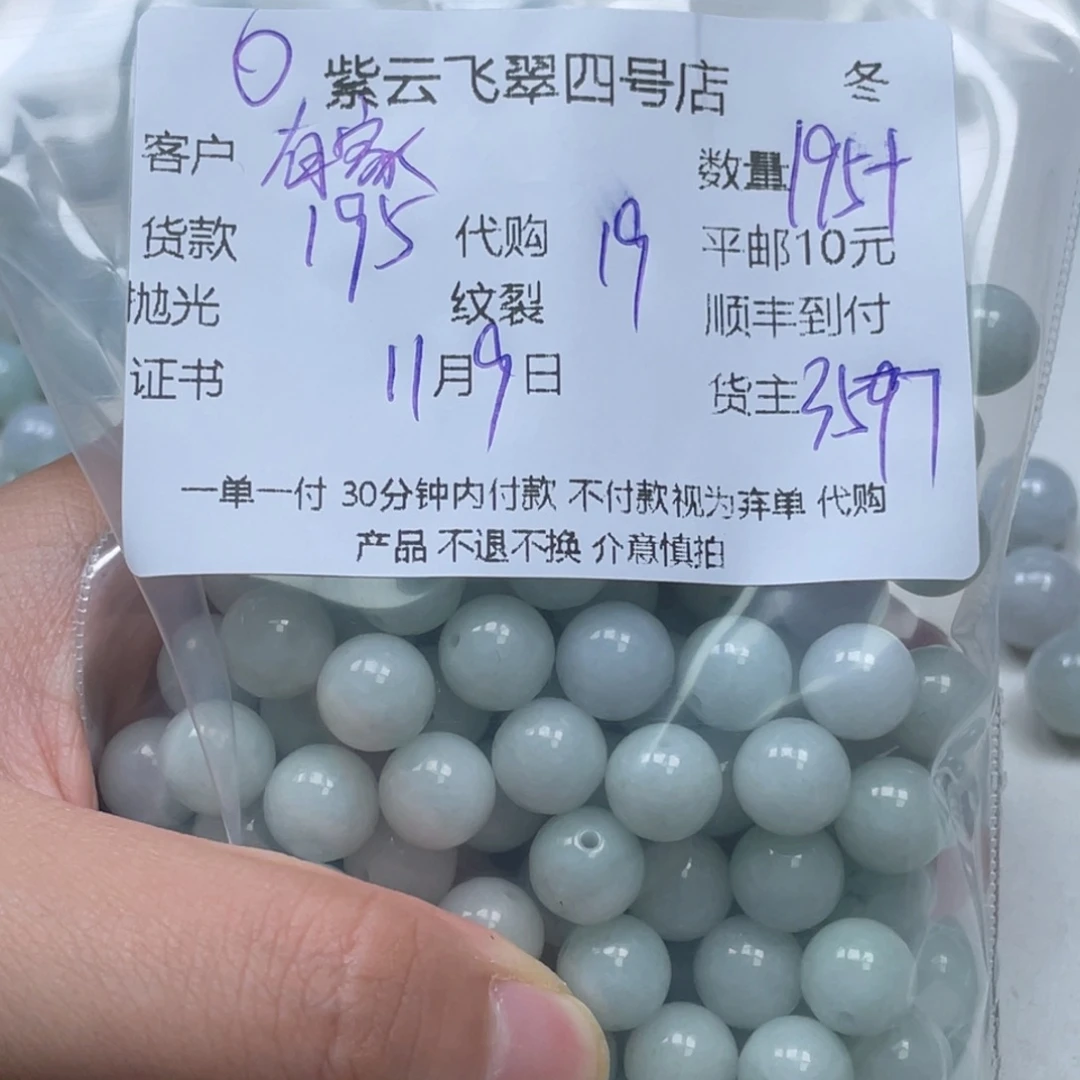 6 紫云飞翠四号店 冬
客户 有家 数量 195+
货款 195 代购 19 平邮10元
抛光 纹裂 顺丰到付
证书 11月9日 货主 3597
一单一付 30分钟内付款 不付款视为弃单 代购
产品 不退不换 介意慎拍